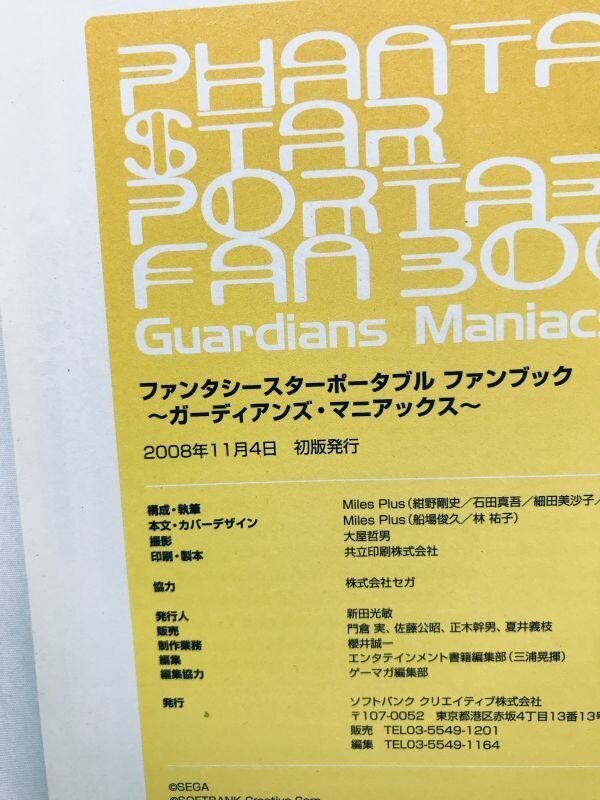 PHANTA
STAR
PORTAB
FAN BOO
Guardians Maniacs
ファンタシースターポータブル ファンブック
〜ガーディアンズ・マニアックス〜
2008年11月4日 初版発行
構成・執筆 Miles Plus（紺野剛史／石田真吾／細田美沙子／
本文・カバーデザイン Miles Plus（船場俊久／林 祐子）
撮影 大屋哲男
印刷・製本 共立印刷株式会社
協力 株式会社セガ
発行人 新田光敏
販売 門倉 実、佐藤公昭、正木幹男、夏井義枝
制作業務 櫻井誠一
編集 エンタテインメント書籍編集部（三浦晃揮）
編集協力 ゲーマガ編集部
発行 ソフトバンク クリエイティブ株式会社
〒107-0052 東京都港区赤坂4丁目13番13号
販売 TEL03-5549-1201
編集 TEL03-5549-1164
©SEGA
©SOFTBANK Creative Corp.